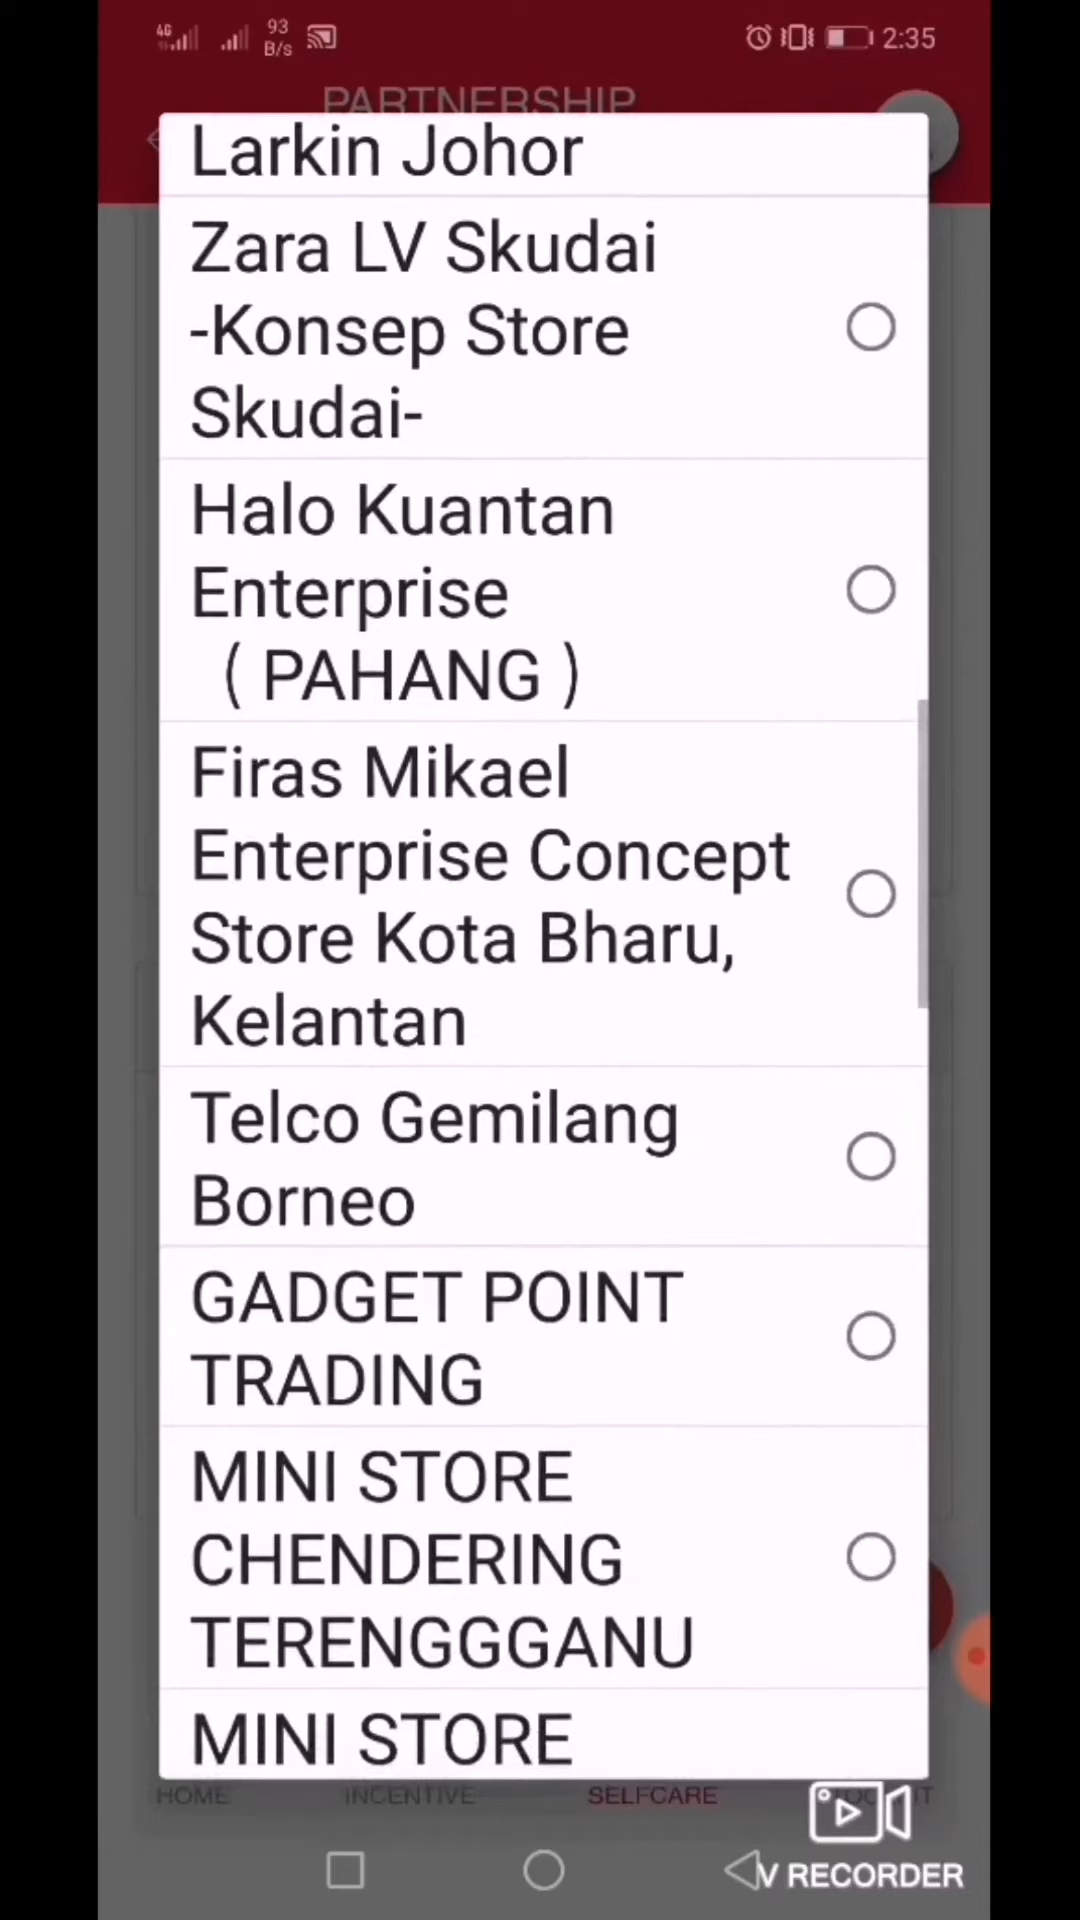 4G
93
B/s
2:35
PARTNERSHIP
Larkin Johor
Zara LV Skudai
-Konsep Store
Skudai-
Halo Kuantan
Enterprise
( PAHANG )
Firas Mikael
Enterprise Concept
Store Kota Bharu,
Kelantan
Telco Gemilang
Borneo
GADGET POINT
TRADING
MINI STORE
CHENDERING
TERENGGGANU
MINI STORE
HOME INCENTIVE SELFCARE
V RECORDER